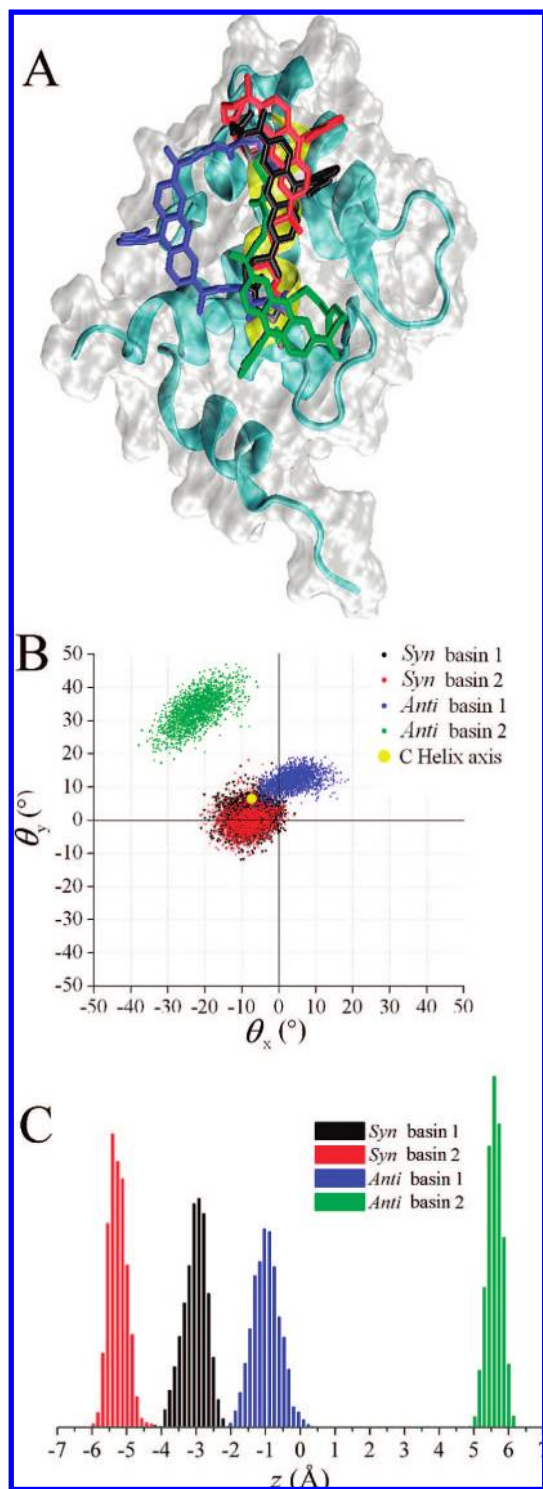 A
B
50
40
30
20
10
0
-10
-20
-30
-40
-50
θy (°)
Syn basin 1
Syn basin 2
Anti basin 1
Anti basin 2
C Helix axis
-50 -40 -30 -20 -10 0 10 20 30 40 50
θx (°)
C
Syn basin 1
Syn basin 2
Anti basin 1
Anti basin 2
-7 -6 -5 -4 -3 -2 -1 0 1 2 3 4 5 6 7
z (Å)